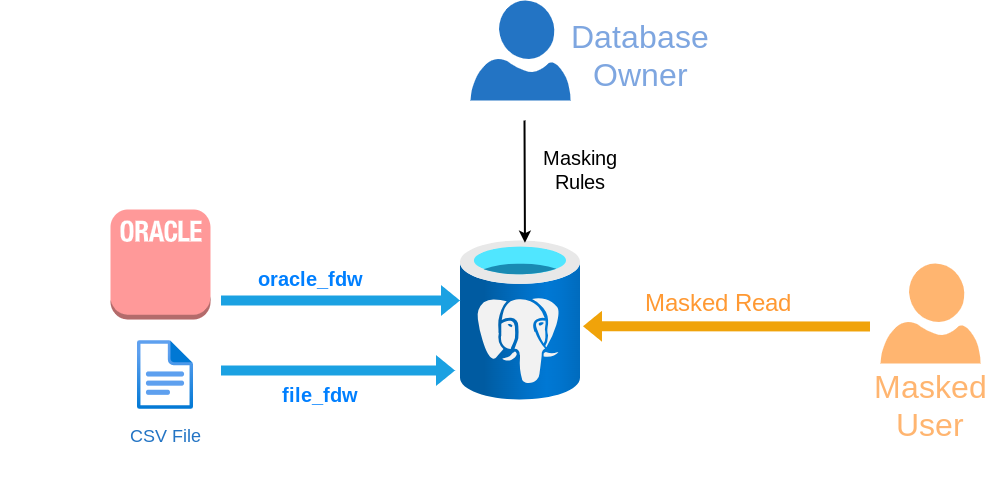 Database
Owner
Masking
Rules
ORACLE
oracle_fdw
Masked Read
file_fdw
Masked
User
CSV File